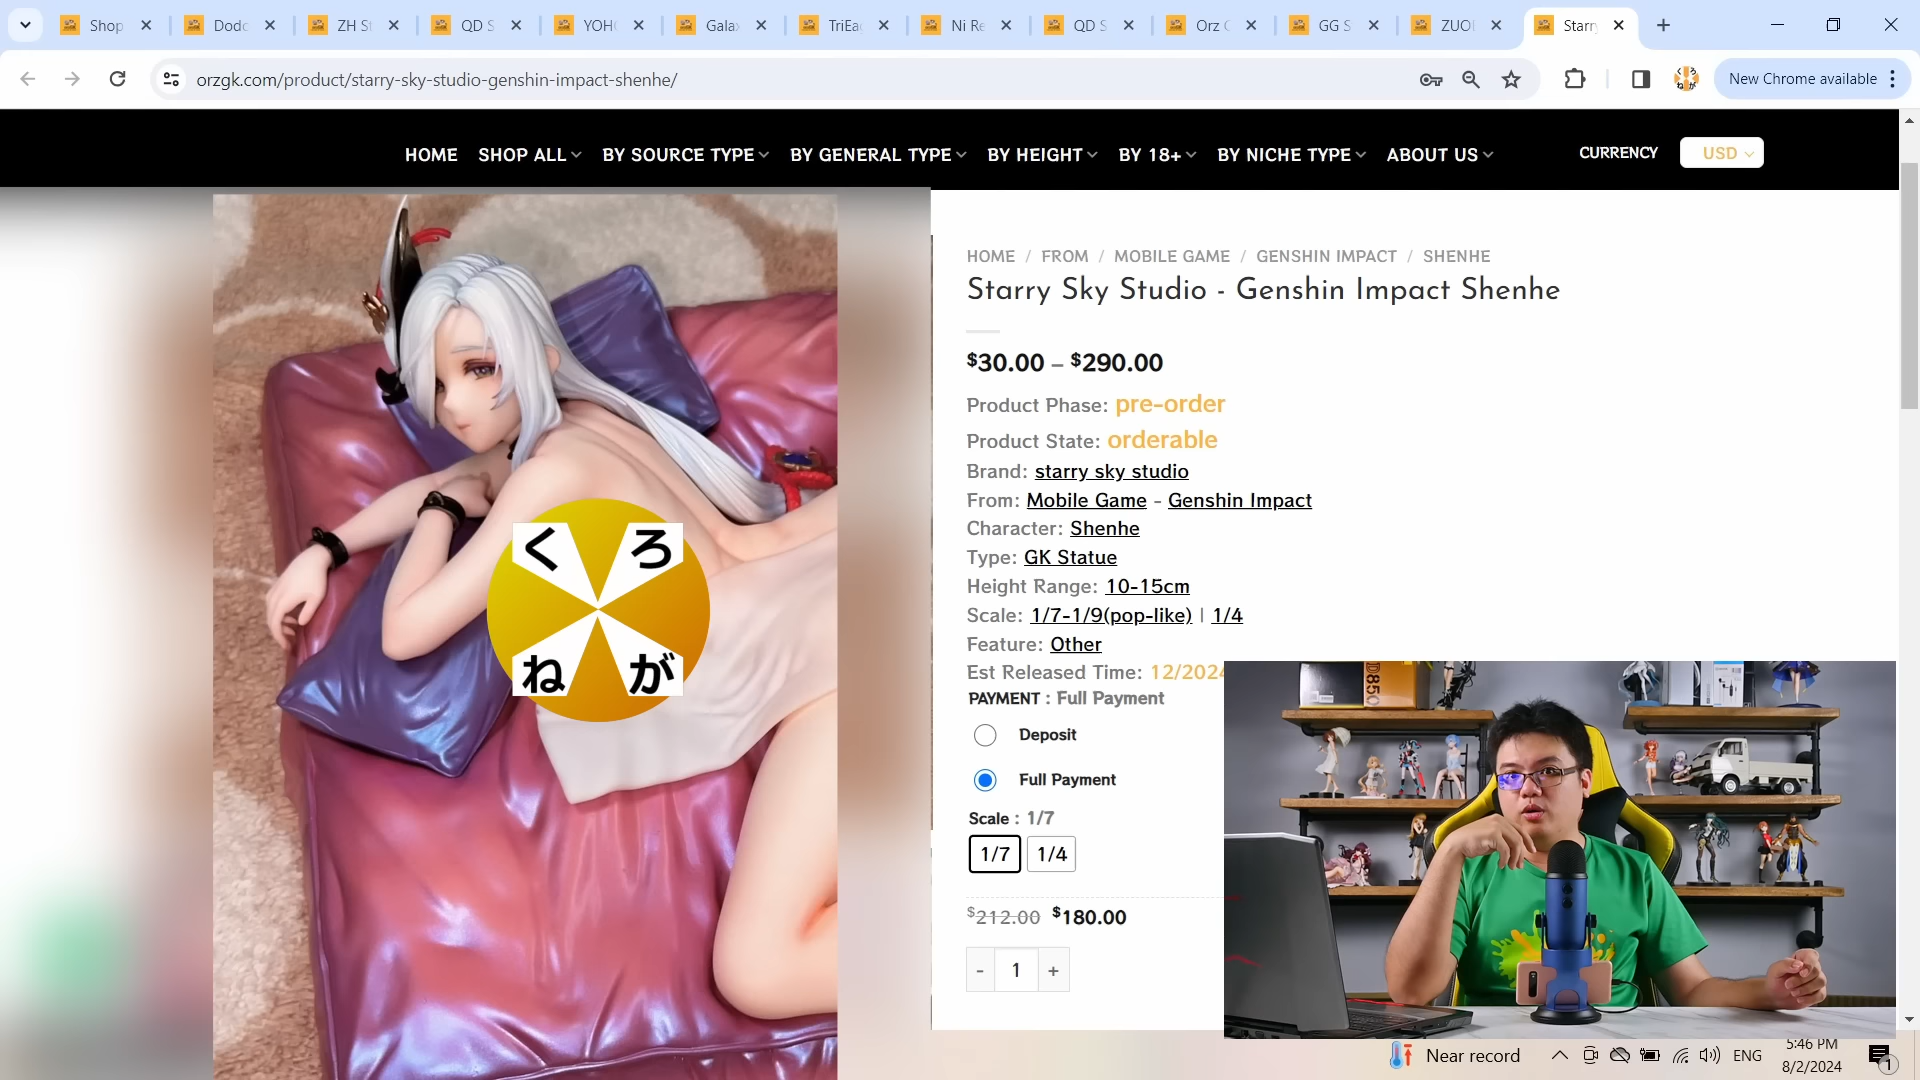 Shop
Dodc
ZH St
QD S
YOHO
Galax
TriEag
Ni Re
QD S
Orz C
GG S
ZUOI
Starry
orzgk.com/product/starry-sky-studio-genshin-impact-shenhe/
New Chrome available
HOME
SHOP ALL
BY SOURCE TYPE
BY GENERAL TYPE
BY HEIGHT
BY 18+
BY NICHE TYPE
ABOUT US
CURRENCY
USD
HOME / FROM / MOBILE GAME / GENSHIN IMPACT / SHENHE
Starry Sky Studio - Genshin Impact Shenhe
$30.00 – $290.00
Product Phase: pre-order
Product State: orderable
Brand: starry sky studio
From: Mobile Game - Genshin Impact
Character: Shenhe
Type: GK Statue
Height Range: 10-15cm
Scale: 1/7-1/9(pop-like) | 1/4
Feature: Other
Est Released Time: 12/2024
PAYMENT : Full Payment
Deposit
Full Payment
Scale : 1/7
1/7
1/4
$212.00 $180.00
- 1 +
くろ
ねが
D850
Near record
ENG
5:46 PM
8/2/2024
1